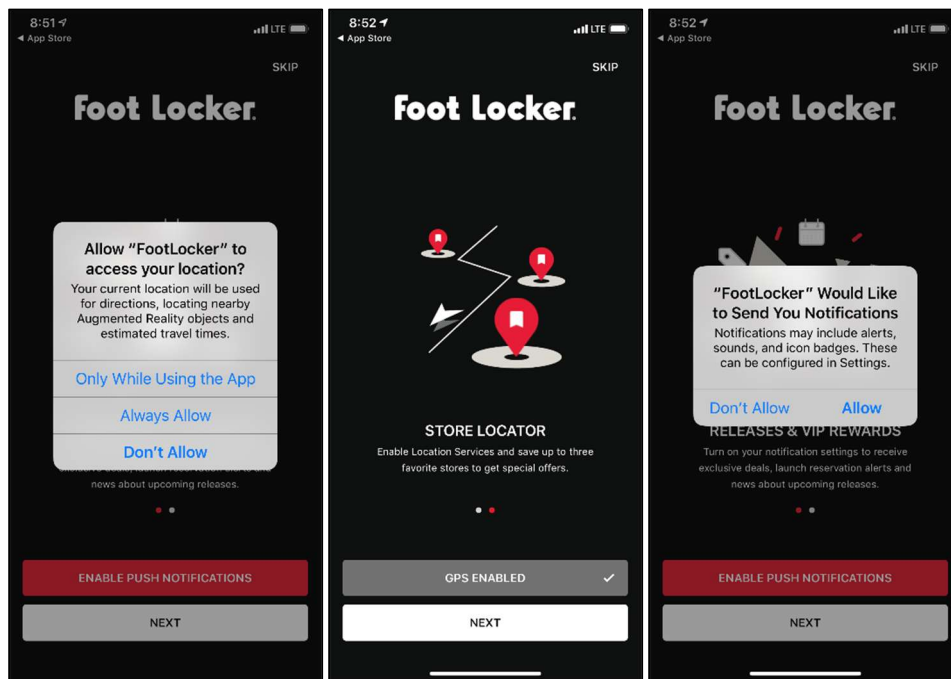 8:51
LTE
◀ App Store
SKIP
Foot Locker.
Allow “FootLocker” to
access your location?
Your current location will be used
for directions, locating nearby
Augmented Reality objects and
estimated travel times.
Only While Using the App
Always Allow
Don’t Allow
exclusive deals, launch reservation alerts and
news about upcoming releases.
ENABLE PUSH NOTIFICATIONS
NEXT
8:52
LTE
◀ App Store
SKIP
Foot Locker.
STORE LOCATOR
Enable Location Services and save up to three
favorite stores to get special offers.
GPS ENABLED
NEXT
8:52
LTE
◀ App Store
SKIP
Foot Locker.
“FootLocker” Would Like
to Send You Notifications
Notifications may include alerts,
sounds, and icon badges. These
can be configured in Settings.
Don’t Allow
Allow
RELEASES & VIP REWARDS
Turn on your notification settings to receive
exclusive deals, launch reservation alerts and
news about upcoming releases.
ENABLE PUSH NOTIFICATIONS
NEXT